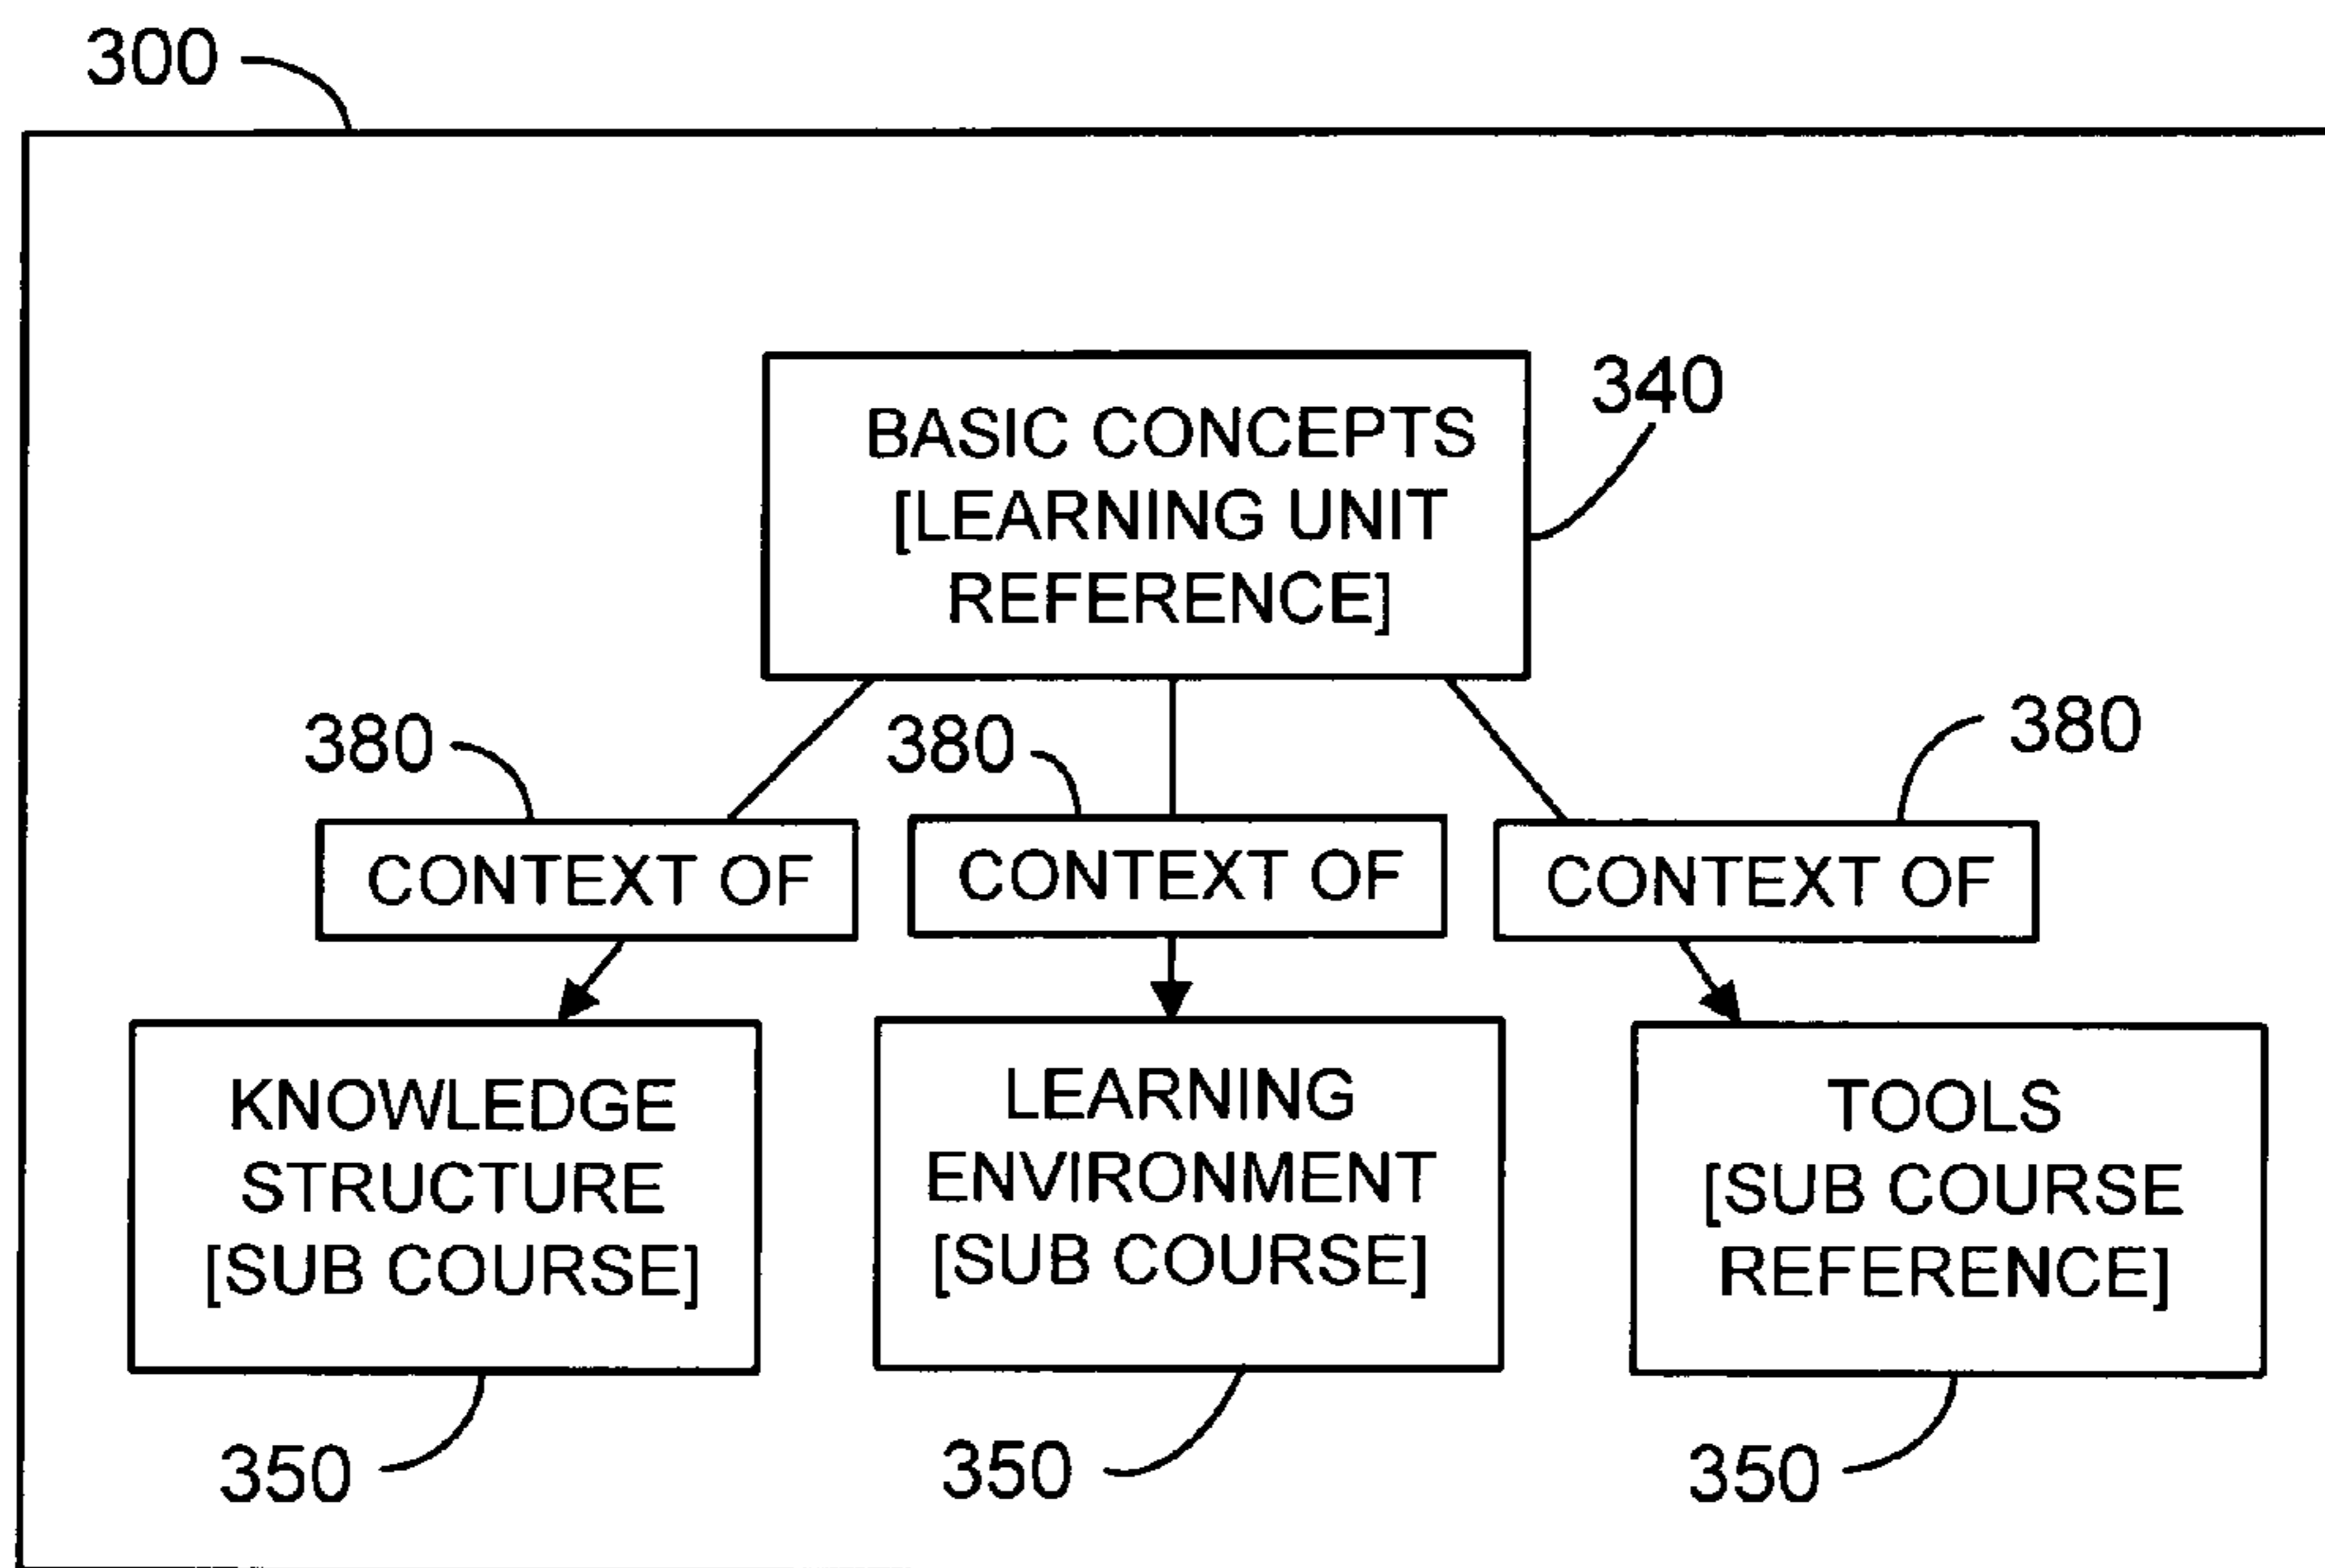 300
BASIC CONCEPTS
[LEARNING UNIT
REFERENCE]
340
380
380
380
CONTEXT OF
CONTEXT OF
CONTEXT OF
KNOWLEDGE
STRUCTURE
[SUB COURSE]
LEARNING
ENVIRONMENT
[SUB COURSE]
TOOLS
[SUB COURSE
REFERENCE]
350
350
350